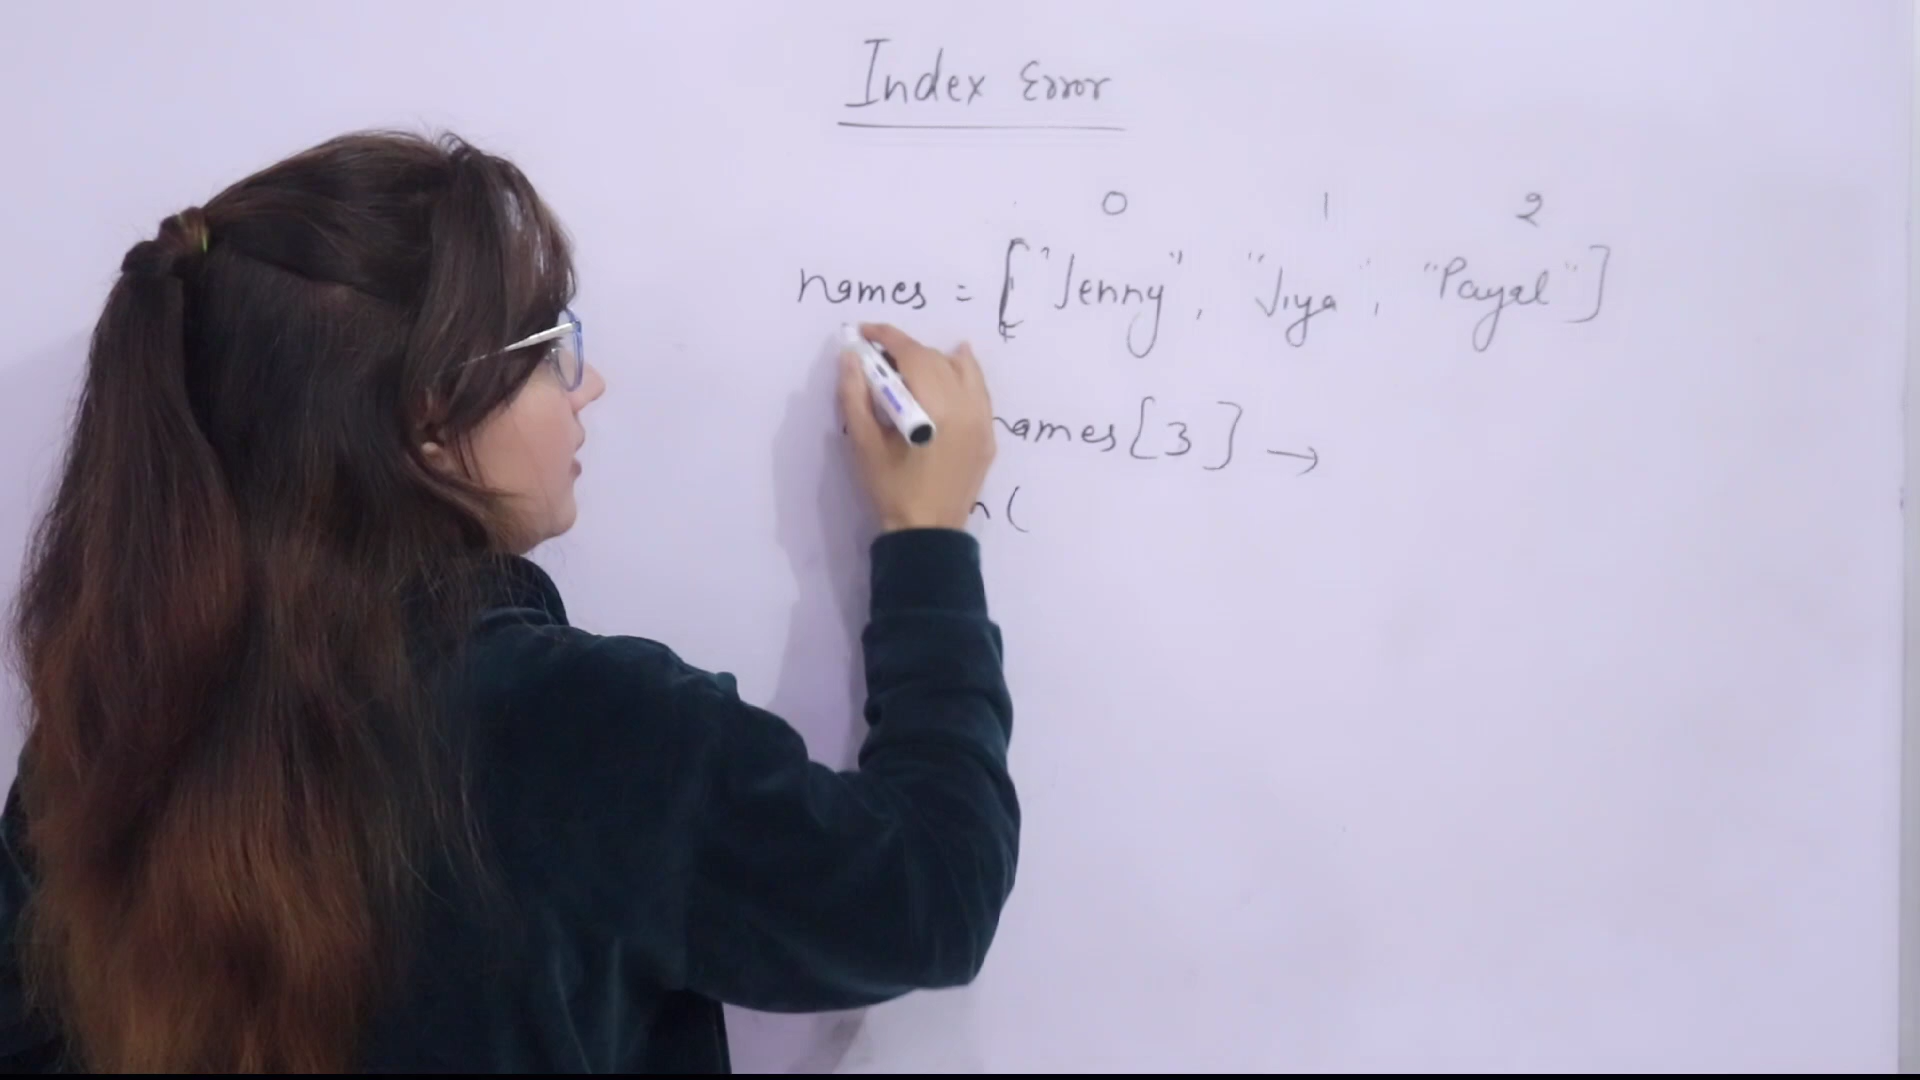 Index Error
0 1 2
names = ["Jenny", "Jiya", "Payal"]
names[3] →
n(